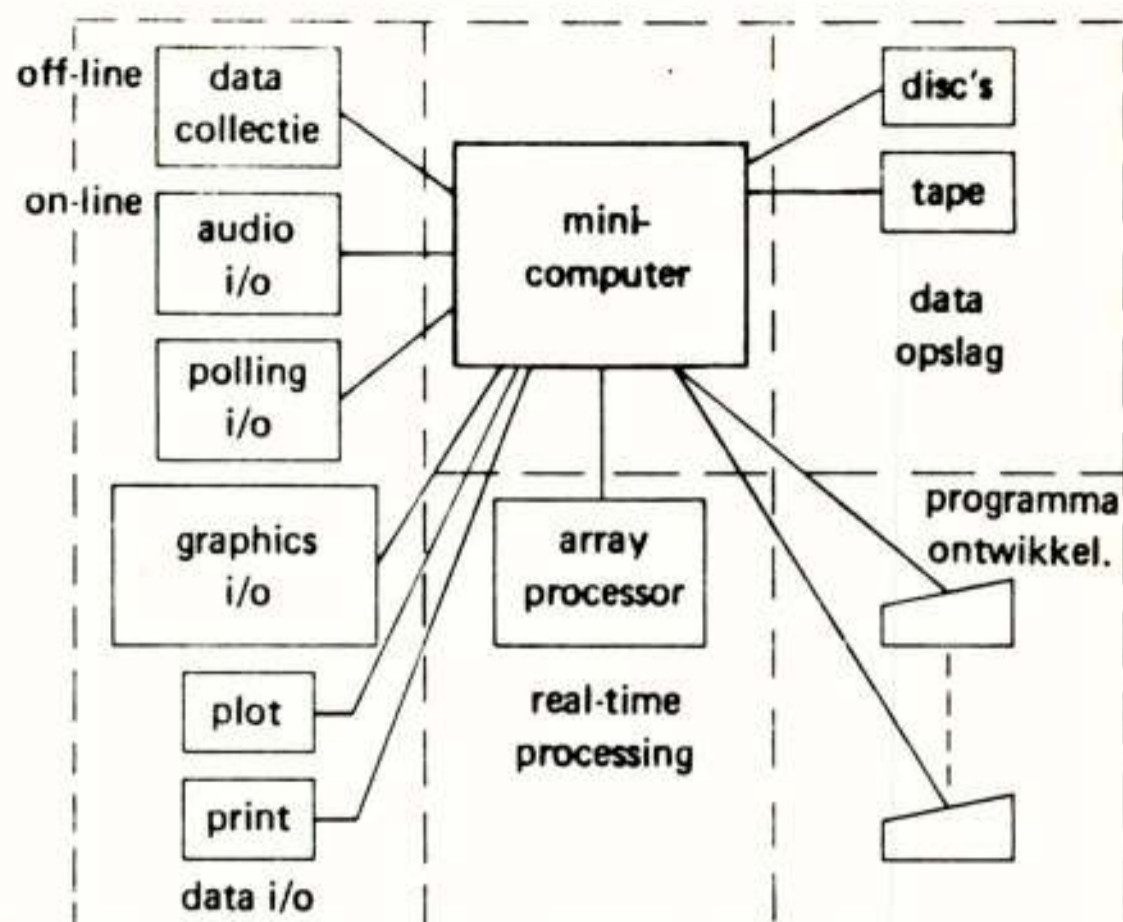 off-line
data
collectie
on-line
audio
i/o
polling
i/o
graphics
i/o
plot
print
data i/o
mini-
computer
array
processor
real-time
processing
disc's
tape
data
opslag
programma
ontwikkel.